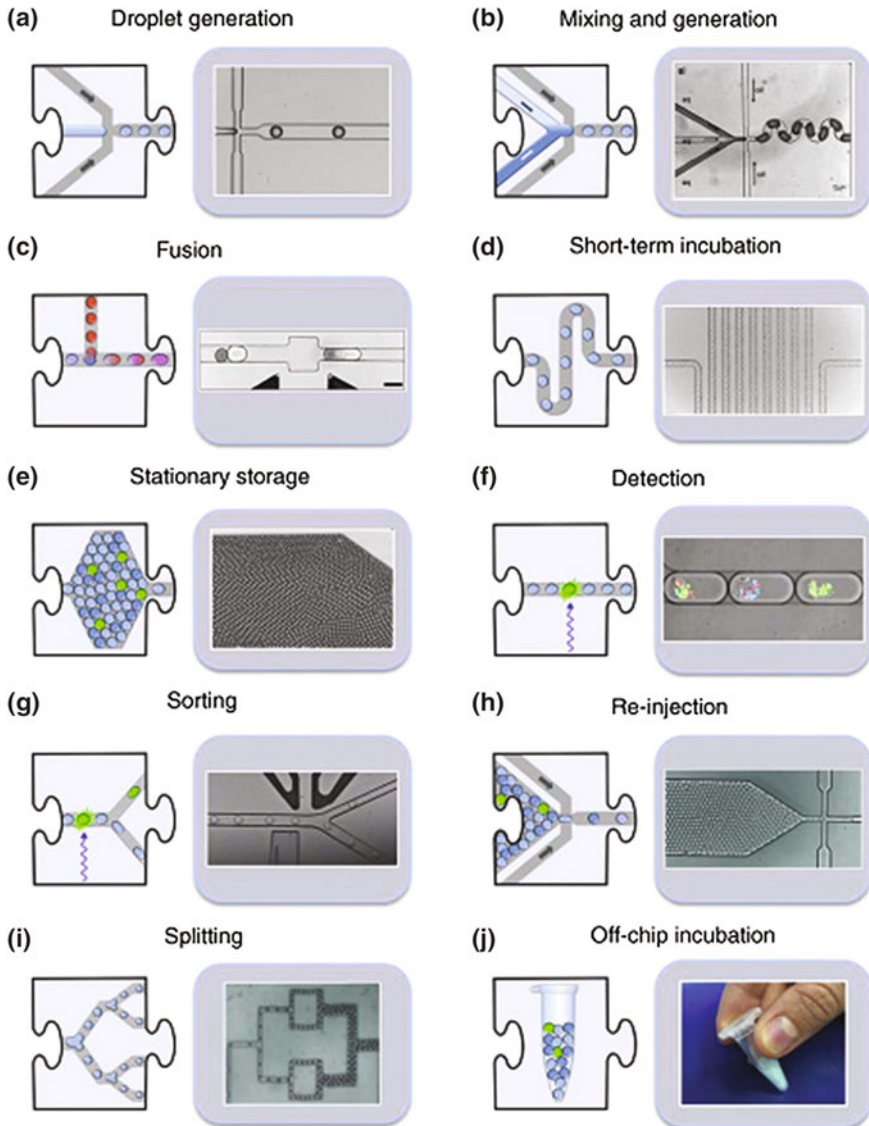 (a) Droplet generation
(b) Mixing and generation
(c) Fusion
(d) Short-term incubation
(e) Stationary storage
(f) Detection
(g) Sorting
(h) Re-injection
(i) Splitting
(j) Off-chip incubation